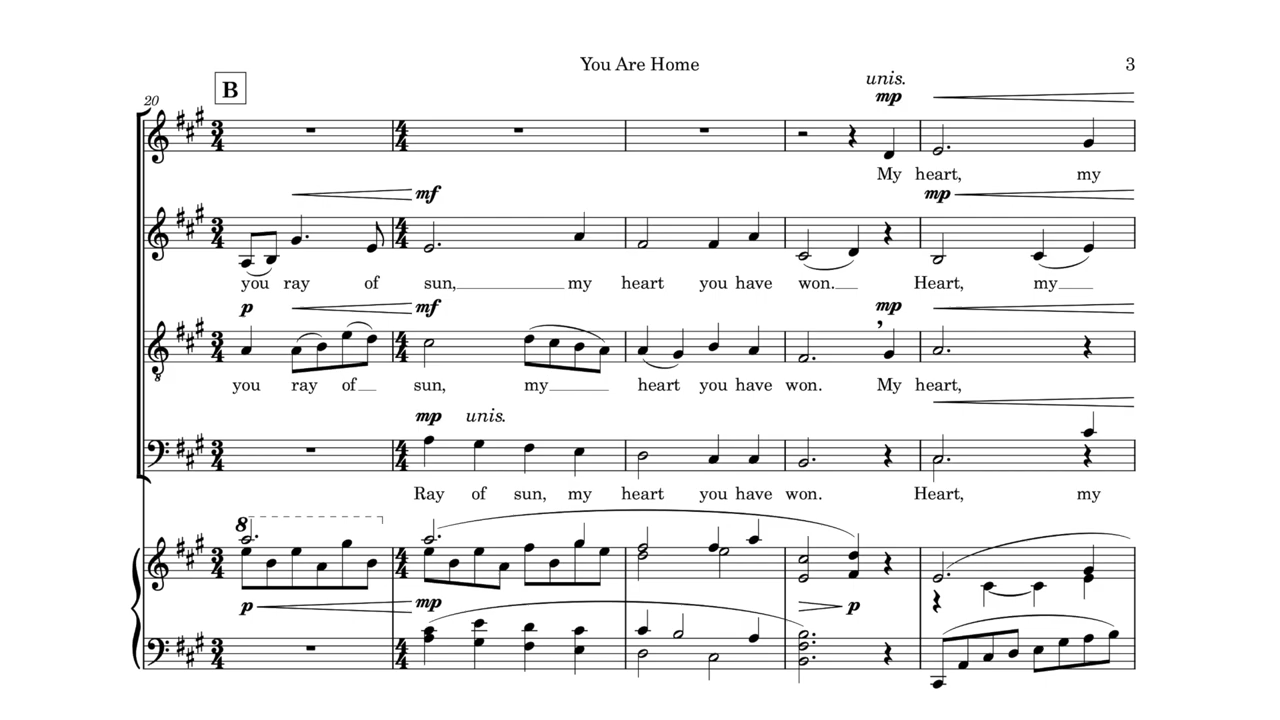 You Are Home
3
B
20
unis.
mp
My heart, my
mf
mp
you ray of sun, my heart you have won. Heart, my
p
mf
mp
you ray of sun, my heart you have won. My heart,
mp unis.
Ray of sun, my heart you have won. Heart, my
8
p
mp
p